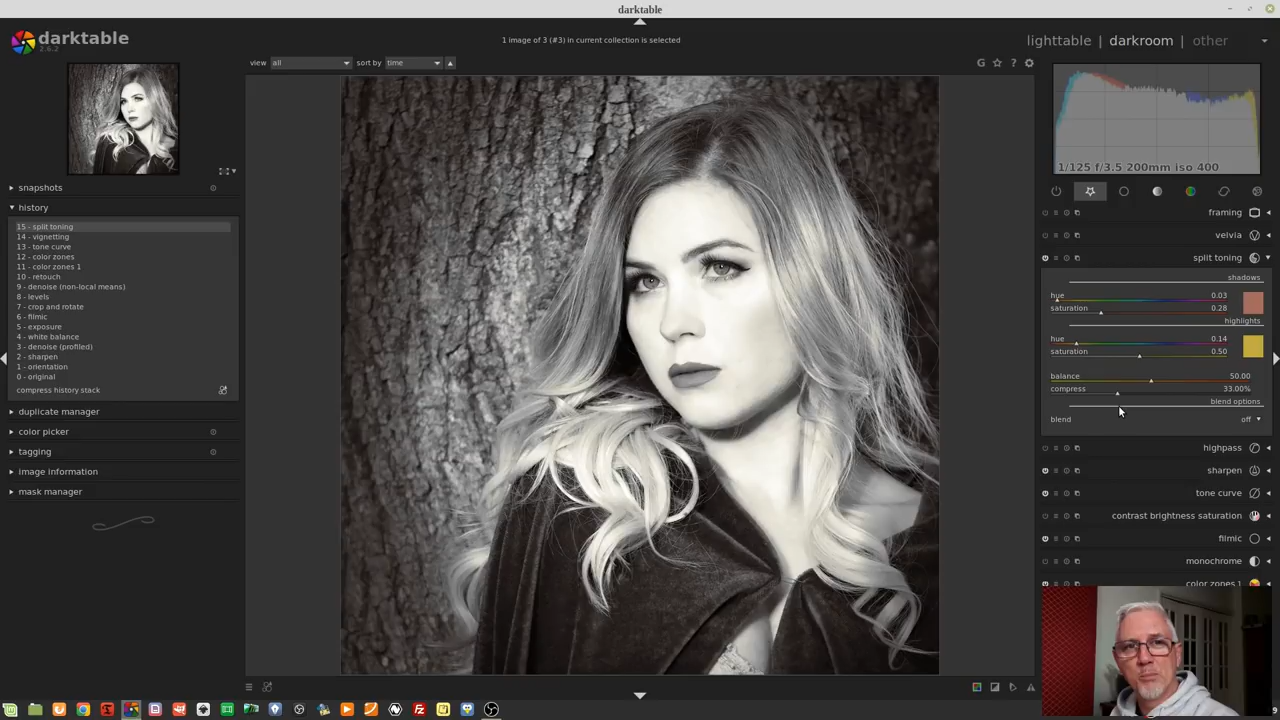 darktable
darktable
2.6.2
1 image of 3 (#3) in current collection is selected
lighttable | darkroom | other
view all sort by time
G ☆ ?
1/125 f/3.5 200mm iso 400
snapshots
history
15 - split toning
14 - vignetting
13 - tone curve
12 - color zones
11 - color zones 1
10 - retouch
9 - denoise (non-local means)
8 - levels
7 - crop and rotate
6 - filmic
5 - exposure
4 - white balance
3 - denoise (profiled)
2 - sharpen
1 - orientation
0 - original
compress history stack
duplicate manager
color picker
tagging
image information
mask manager
framing
velvia
split toning
shadows
hue 0.03
saturation 0.28
highlights
hue 0.14
saturation 0.50
balance 50.00
compress 33.00%
blend options
blend off
highpass
sharpen
tone curve
contrast brightness saturation
filmic
monochrome
color zones 1